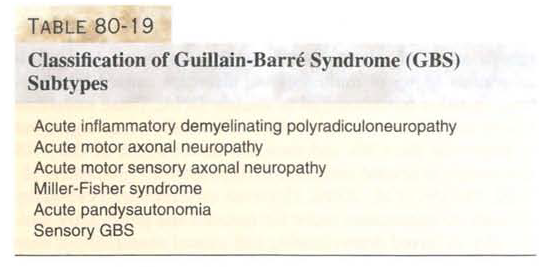 TABLE 80-19
Classification of Guillain-Barré Syndrome (GBS)
Subtypes
Acute inflammatory demyelinating polyradiculoneuropathy
Acute motor axonal neuropathy
Acute motor sensory axonal neuropathy
Miller-Fisher syndrome
Acute pandysautonomia
Sensory GBS